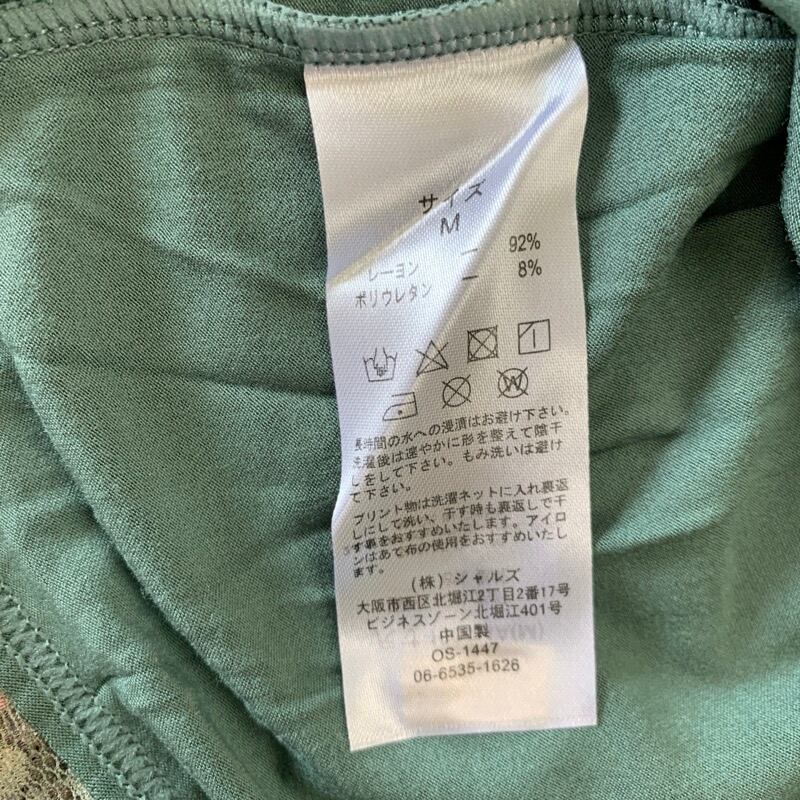 サイズ
M
レーヨン 92%
ポリウレタン 8%
長時間の水への浸漬はお避け下さい。
洗濯後は速やかに形を整えて陰干
しをして下さい。もみ洗いは避け
て下さい。
プリント物は洗濯ネットに入れ裏返
しにして洗い、干す時も裏返しで干
す事をおすすめいたします。アイロ
ンはあて布の使用をおすすめいたし
ます。
(株) シャルズ
大阪市西区北堀江2丁目2番17号
ビジネスゾーン北堀江401号
中国製
OS-1447
06-6535-1626